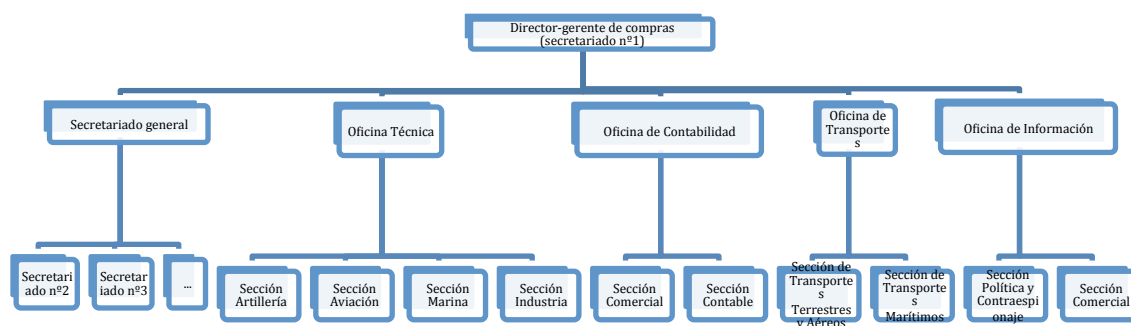 Director-gerente de compras
(secretariado nº1)
Secretariado general
Oficina Técnica
Oficina de Contabilidad
Oficina de
Transporte
s
Oficina de Información
Secretari
ado nº2
Secretar
iado nº3
...
Sección
Artillería
Sección
Aviación
Sección
Marina
Sección
Industria
Sección
Comercial
Sección
Contable
Sección de
Transporte
s
Terrestres
y Aéreos
Sección de
Transporte
s
Marítimos
Sección
Política y
Contraespi
onaje
Sección
Comercial